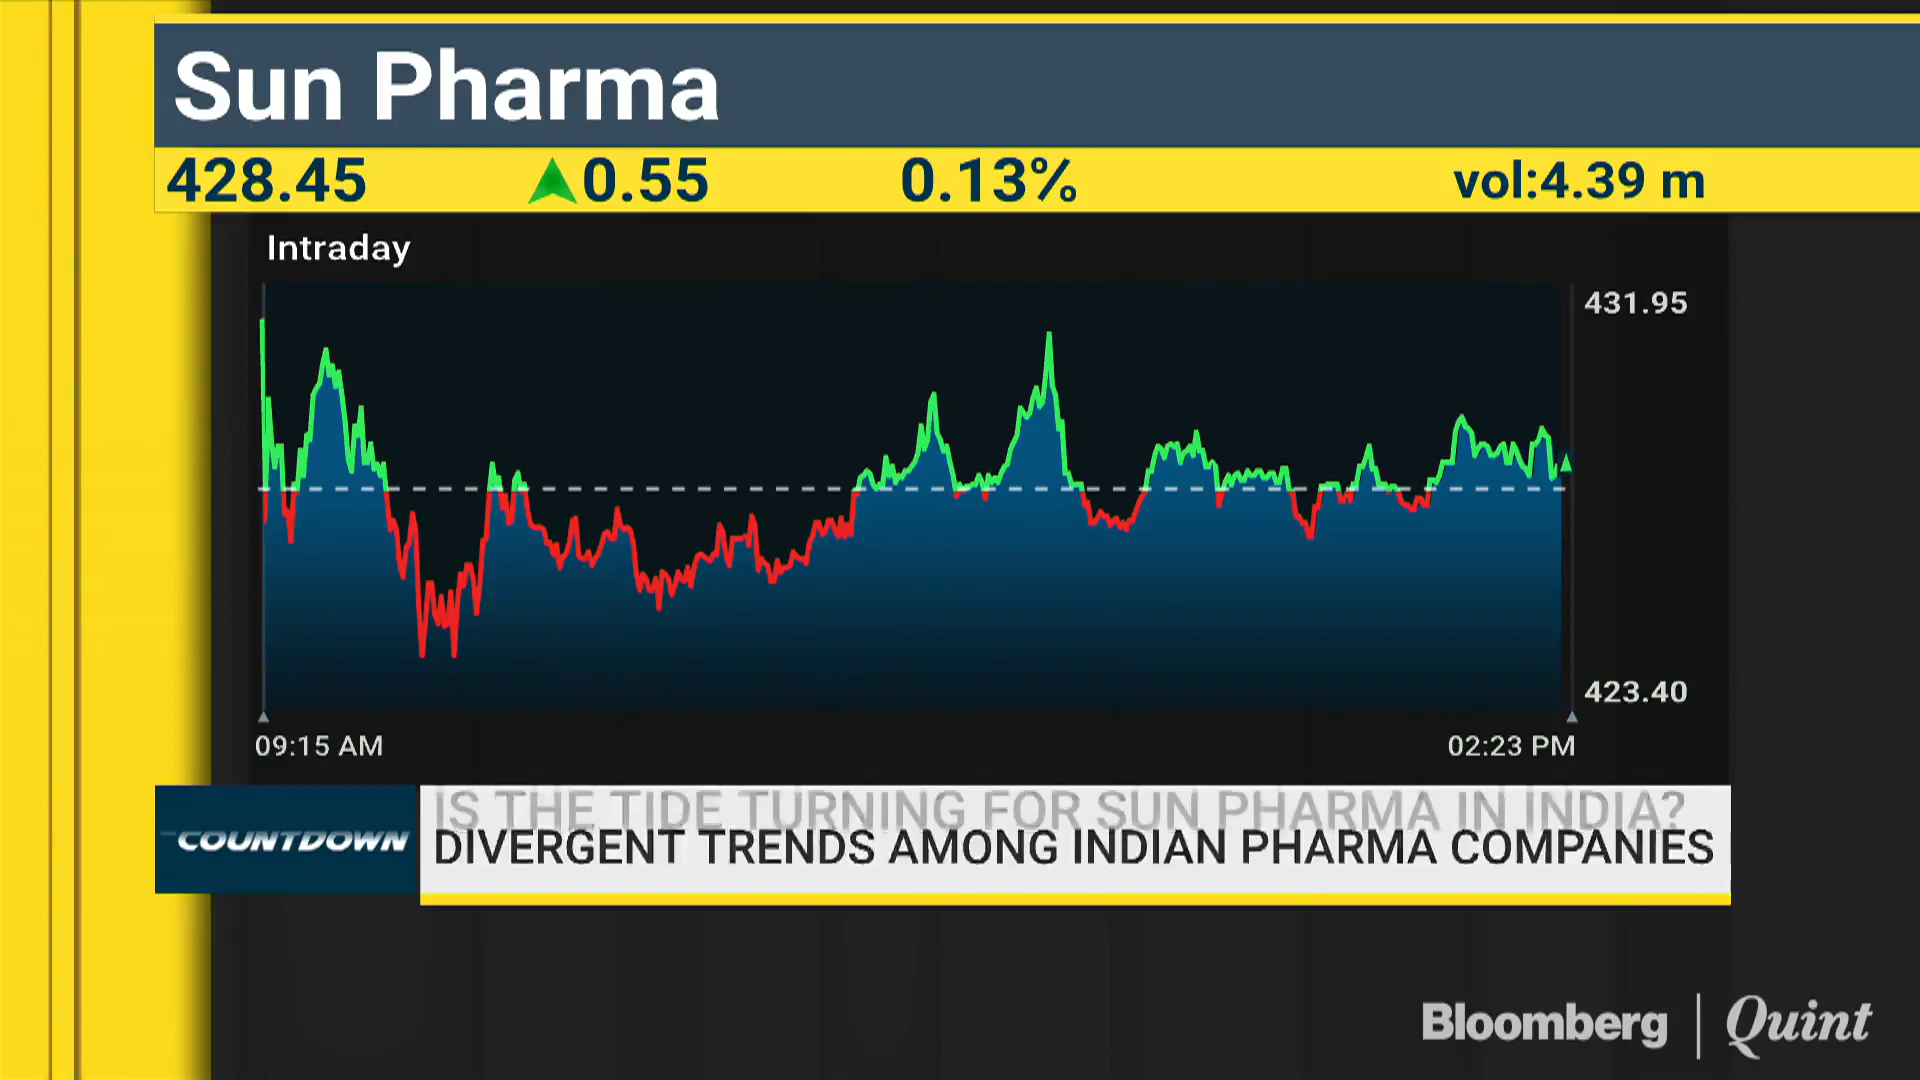 Sun Pharma
428.45 ▲0.55 0.13% vol:4.39 m
Intraday
431.95
423.40
09:15 AM 02:23 PM
COUNTDOWN
IS THE TIDE TURNING FOR SUN PHARMA IN INDIA?
DIVERGENT TRENDS AMONG INDIAN PHARMA COMPANIES
Bloomberg | Quint